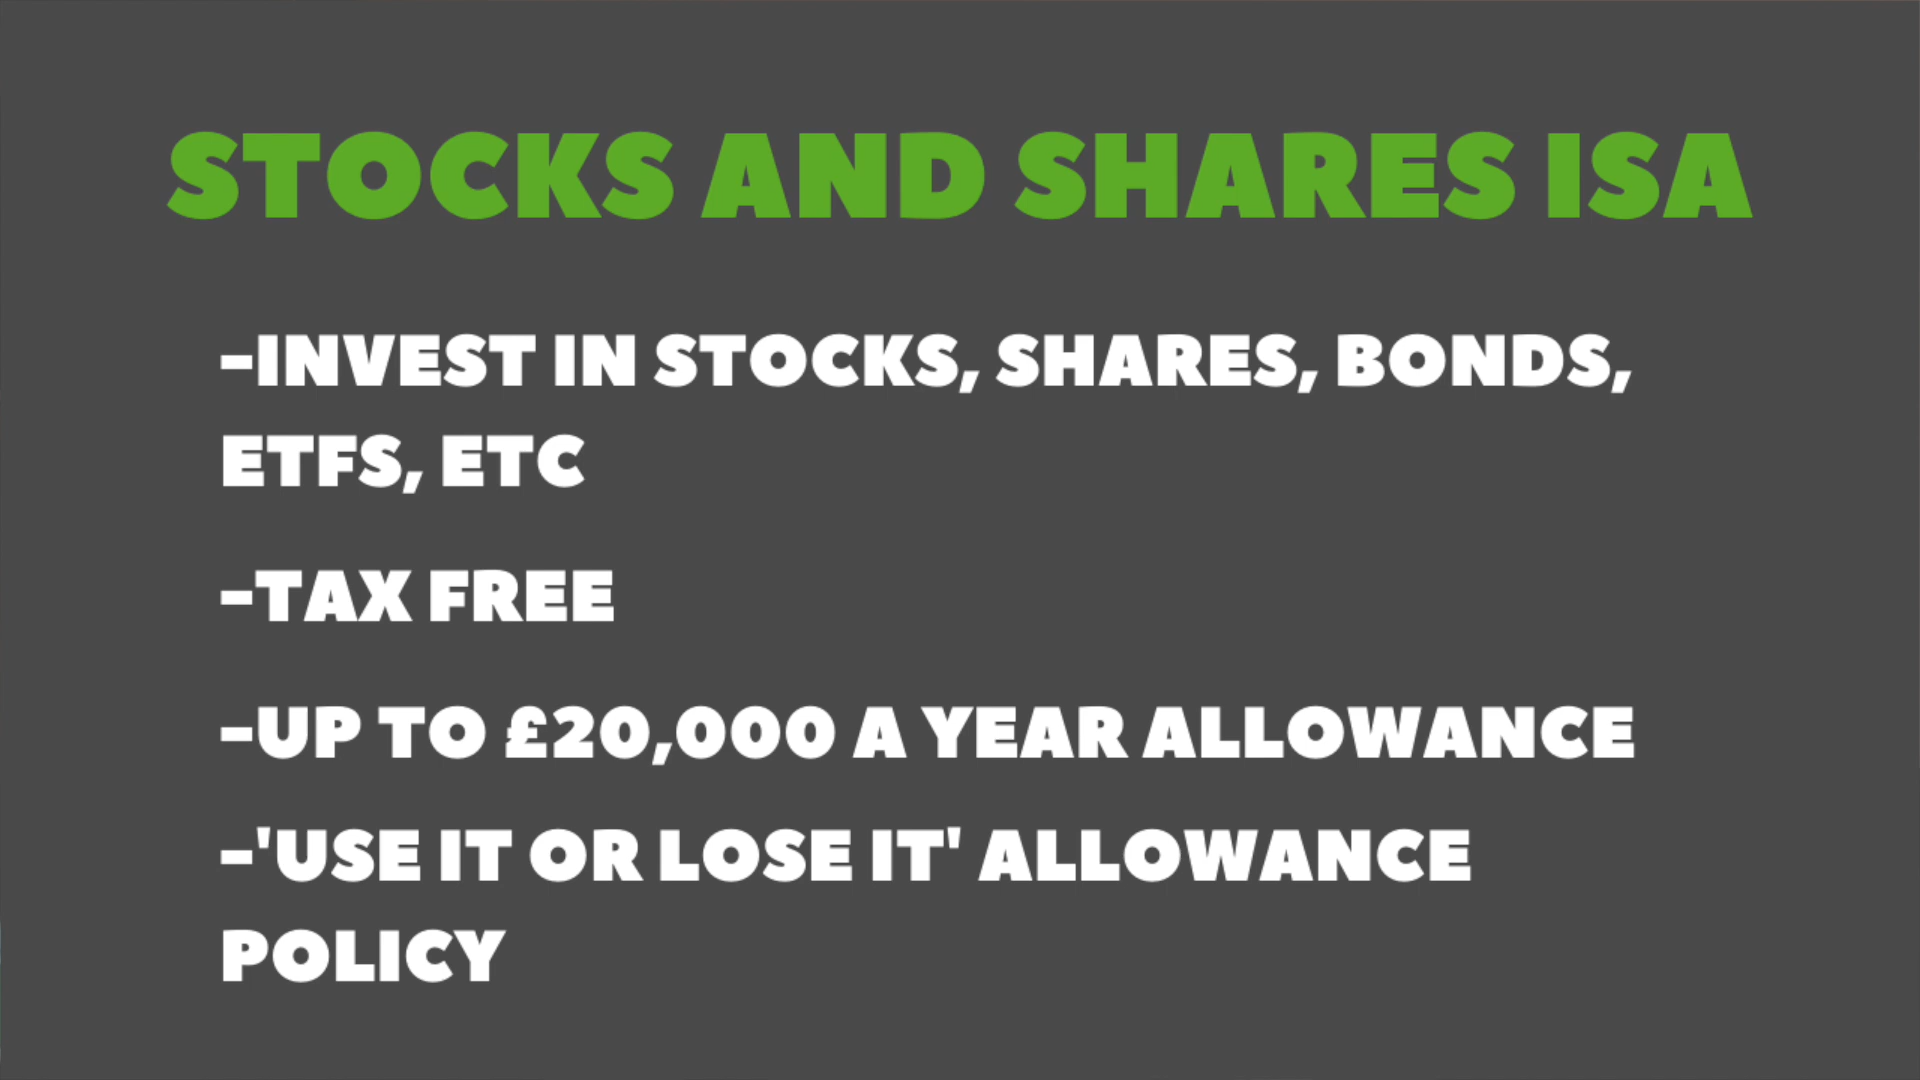 STOCKS AND SHARES ISA
-INVEST IN STOCKS, SHARES, BONDS,
ETFS, ETC
-TAX FREE
-UP TO £20,000 A YEAR ALLOWANCE
-'USE IT OR LOSE IT' ALLOWANCE
POLICY